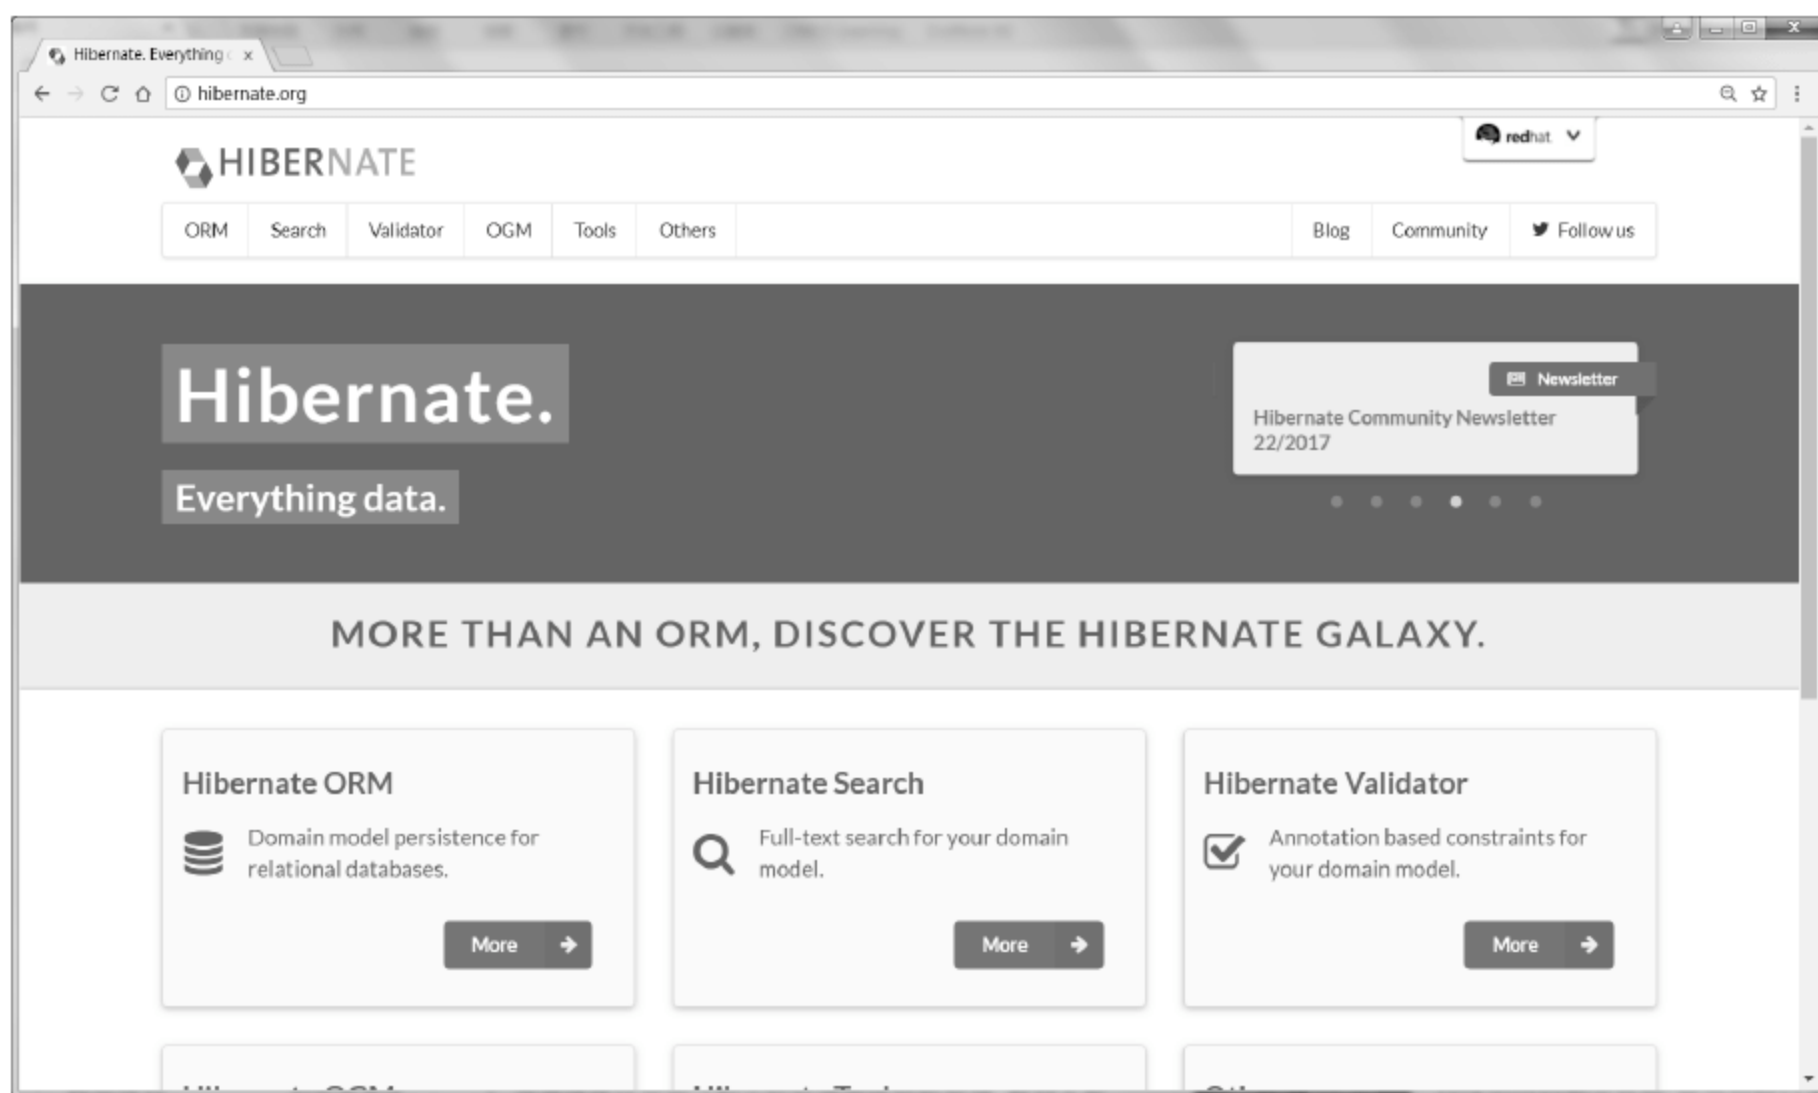 Hibernate. Everything
hibernate.org
redhat
HIBERNATE
ORM Search Validator OGM Tools Others Blog Community Follow us
Hibernate.
Newsletter
Hibernate Community Newsletter
22/2017
Everything data.
MORE THAN AN ORM, DISCOVER THE HIBERNATE GALAXY.
Hibernate ORM
Domain model persistence for
relational databases.
More
Hibernate Search
Full-text search for your domain
model.
More
Hibernate Validator
Annotation based constraints for
your domain model.
More